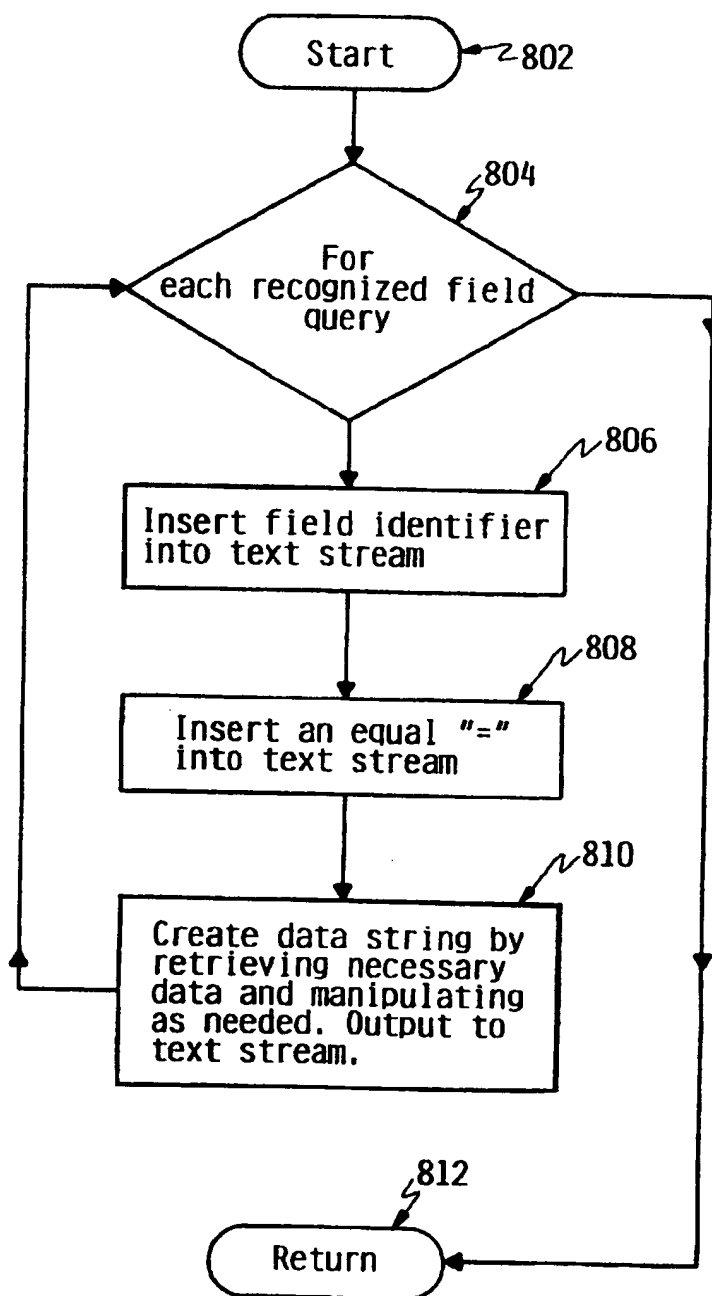 Start
802
804
For
each recognized field
query
806
Insert field identifier
into text stream
808
Insert an equal "="
into text stream
810
Create data string by
retrieving necessary
data and manipulating
as needed. Output to
text stream.
812
Return